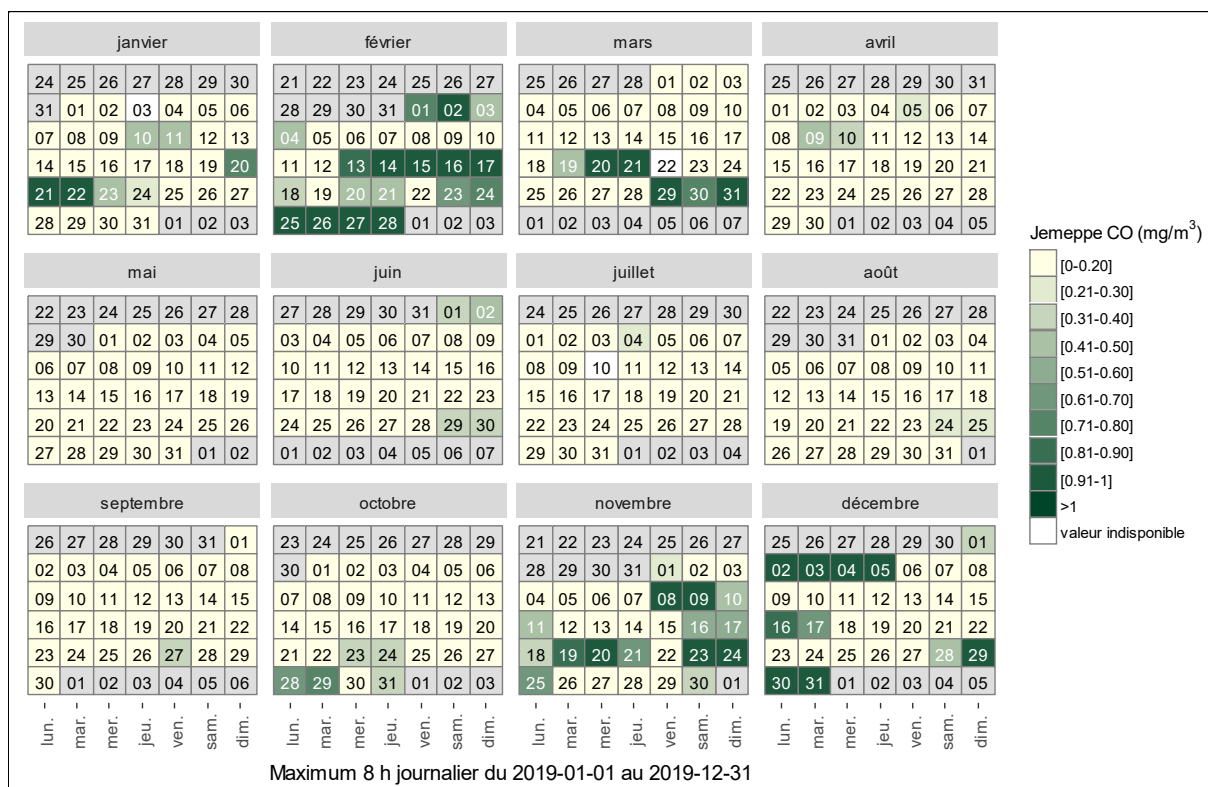 janvier février mars avril
24 25 26 27 28 29 30 21 22 23 24 25 26 27 25 26 27 28 01 02 03 25 26 27 28 29 30 31
31 01 02 03 04 05 06 28 29 30 31 01 02 03 04 05 06 07 08 09 10 01 02 03 04 05 06 07
07 08 09 10 11 12 13 04 05 06 07 08 09 10 11 12 13 14 15 16 17 08 09 10 10 12 13 14
14 15 16 17 18 19 20 11 12 13 14 15 16 17 18 19 20 21 22 23 24 15 16 17 18 19 20 21
21 22 23 24 25 26 27 18 19 20 21 22 23 24 25 26 27 28 29 30 31 22 23 24 25 26 27 28
28 29 30 31 01 02 03 25 26 27 28 01 02 03 01 02 03 04 05 06 07 29 30 01 02 03 04 05
mai juin juillet août
22 23 24 25 26 27 28 27 28 29 30 31 01 02 24 25 26 27 28 29 30 22 23 24 25 26 27 28
29 30 01 02 03 04 05 03 04 05 06 07 08 09 01 02 03 04 05 06 07 29 30 31 01 02 03 04
06 07 08 09 10 11 12 10 11 12 13 14 15 16 08 09 10 11 12 13 14 05 06 07 08 09 10 11
13 14 15 16 17 18 19 17 18 19 20 21 22 23 15 16 17 18 19 20 21 12 13 14 15 16 17 18
20 21 22 23 24 25 26 24 25 26 27 28 29 30 22 23 24 25 26 27 28 19 20 21 22 23 24 25
27 28 29 30 31 01 02 01 02 03 04 05 06 07 29 30 31 01 02 03 04 26 27 28 29 30 31 01
septembre octobre novembre décembre
26 27 28 29 30 31 01 23 24 25 26 27 28 29 21 22 23 24 25 26 27 25 26 27 28 29 30 01
02 03 04 05 06 07 08 30 01 02 03 04 05 06 28 29 30 31 01 02 03 02 03 04 05 06 07 08
09 10 11 12 13 14 15 07 08 09 10 11 12 13 04 05 06 07 08 09 10 09 10 11 12 13 14 15
16 17 18 19 20 21 22 14 15 16 17 18 19 20 11 12 13 14 15 16 17 16 17 18 19 20 21 22
23 24 25 26 27 28 29 21 22 23 24 25 26 27 18 19 20 21 22 23 24 23 24 25 26 27 28 29
30 01 02 03 04 05 06 28 29 30 31 01 02 03 25 26 27 28 29 30 01 30 31 01 02 03 04 05
lun. mar. mer. jeu. ven. sam. dim. lun. mar. mer. jeu. ven. sam. dim. lun. mar. mer. jeu. ven. sam. dim. lun. mar. mer. jeu. ven. sam. dim.
Maximum 8 h journalier du 2019-01-01 au 2019-12-31
Jemeppe CO (mg/m³)
[0-0.20]
[0.21-0.30]
[0.31-0.40]
[0.41-0.50]
[0.51-0.60]
[0.61-0.70]
[0.71-0.80]
[0.81-0.90]
[0.91-1]
>1
valeur indisponible